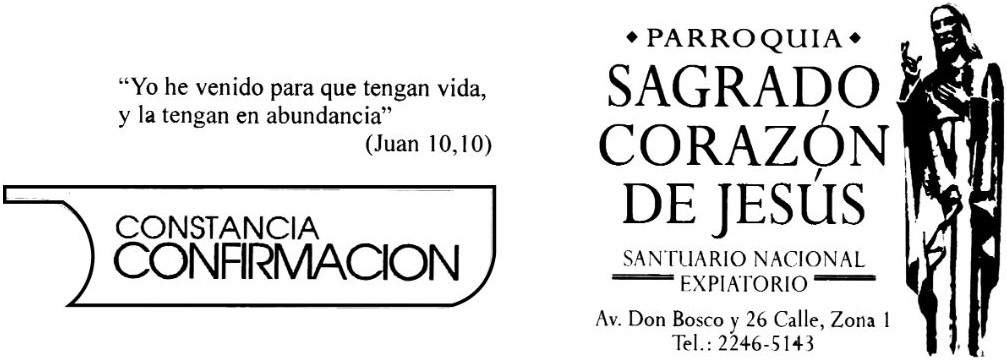 “Yo he venido para que tengan vida,
y la tengan en abundancia”
(Juan 10,10)
CONSTANCIA
CONFIRMACION
◆ PARROQUIA ◆
SAGRADO
CORAZÓN
DE JESÚS
SANTUARIO NACIONAL
EXPIATORIO
Av. Don Bosco y 26 Calle, Zona 1
Tel.: 2246-5143